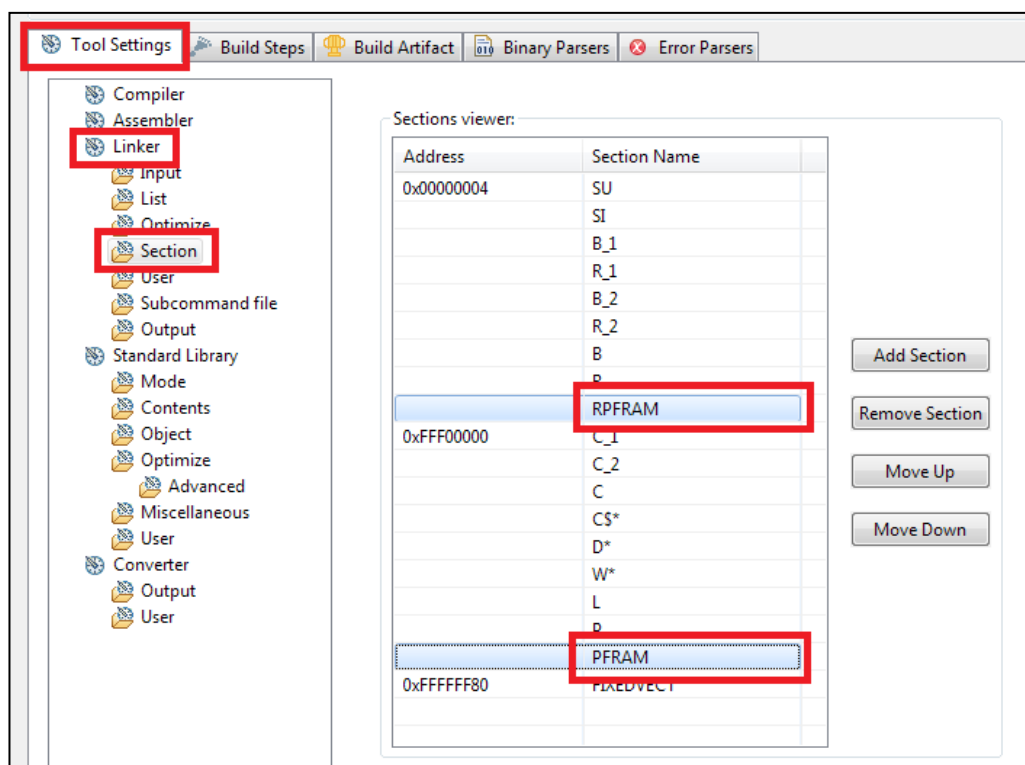 Tool Settings Build Steps Build Artifact Binary Parsers Error Parsers
Compiler
Assembler
Linker
Input
List
Optimize
Section
User
Subcommand file
Output
Standard Library
Mode
Contents
Object
Optimize
Advanced
Miscellaneous
User
Converter
Output
User
Sections viewer:
Address Section Name
0x00000004 SU
SI
B_1
R_1
B_2
R_2
B
RPFRAM
0xFFF00000 C_1
C_2
C
C$*
D*
W*
L
PFRAM
0xFFFFFF80 FIXEDVECT
Add Section
Remove Section
Move Up
Move Down